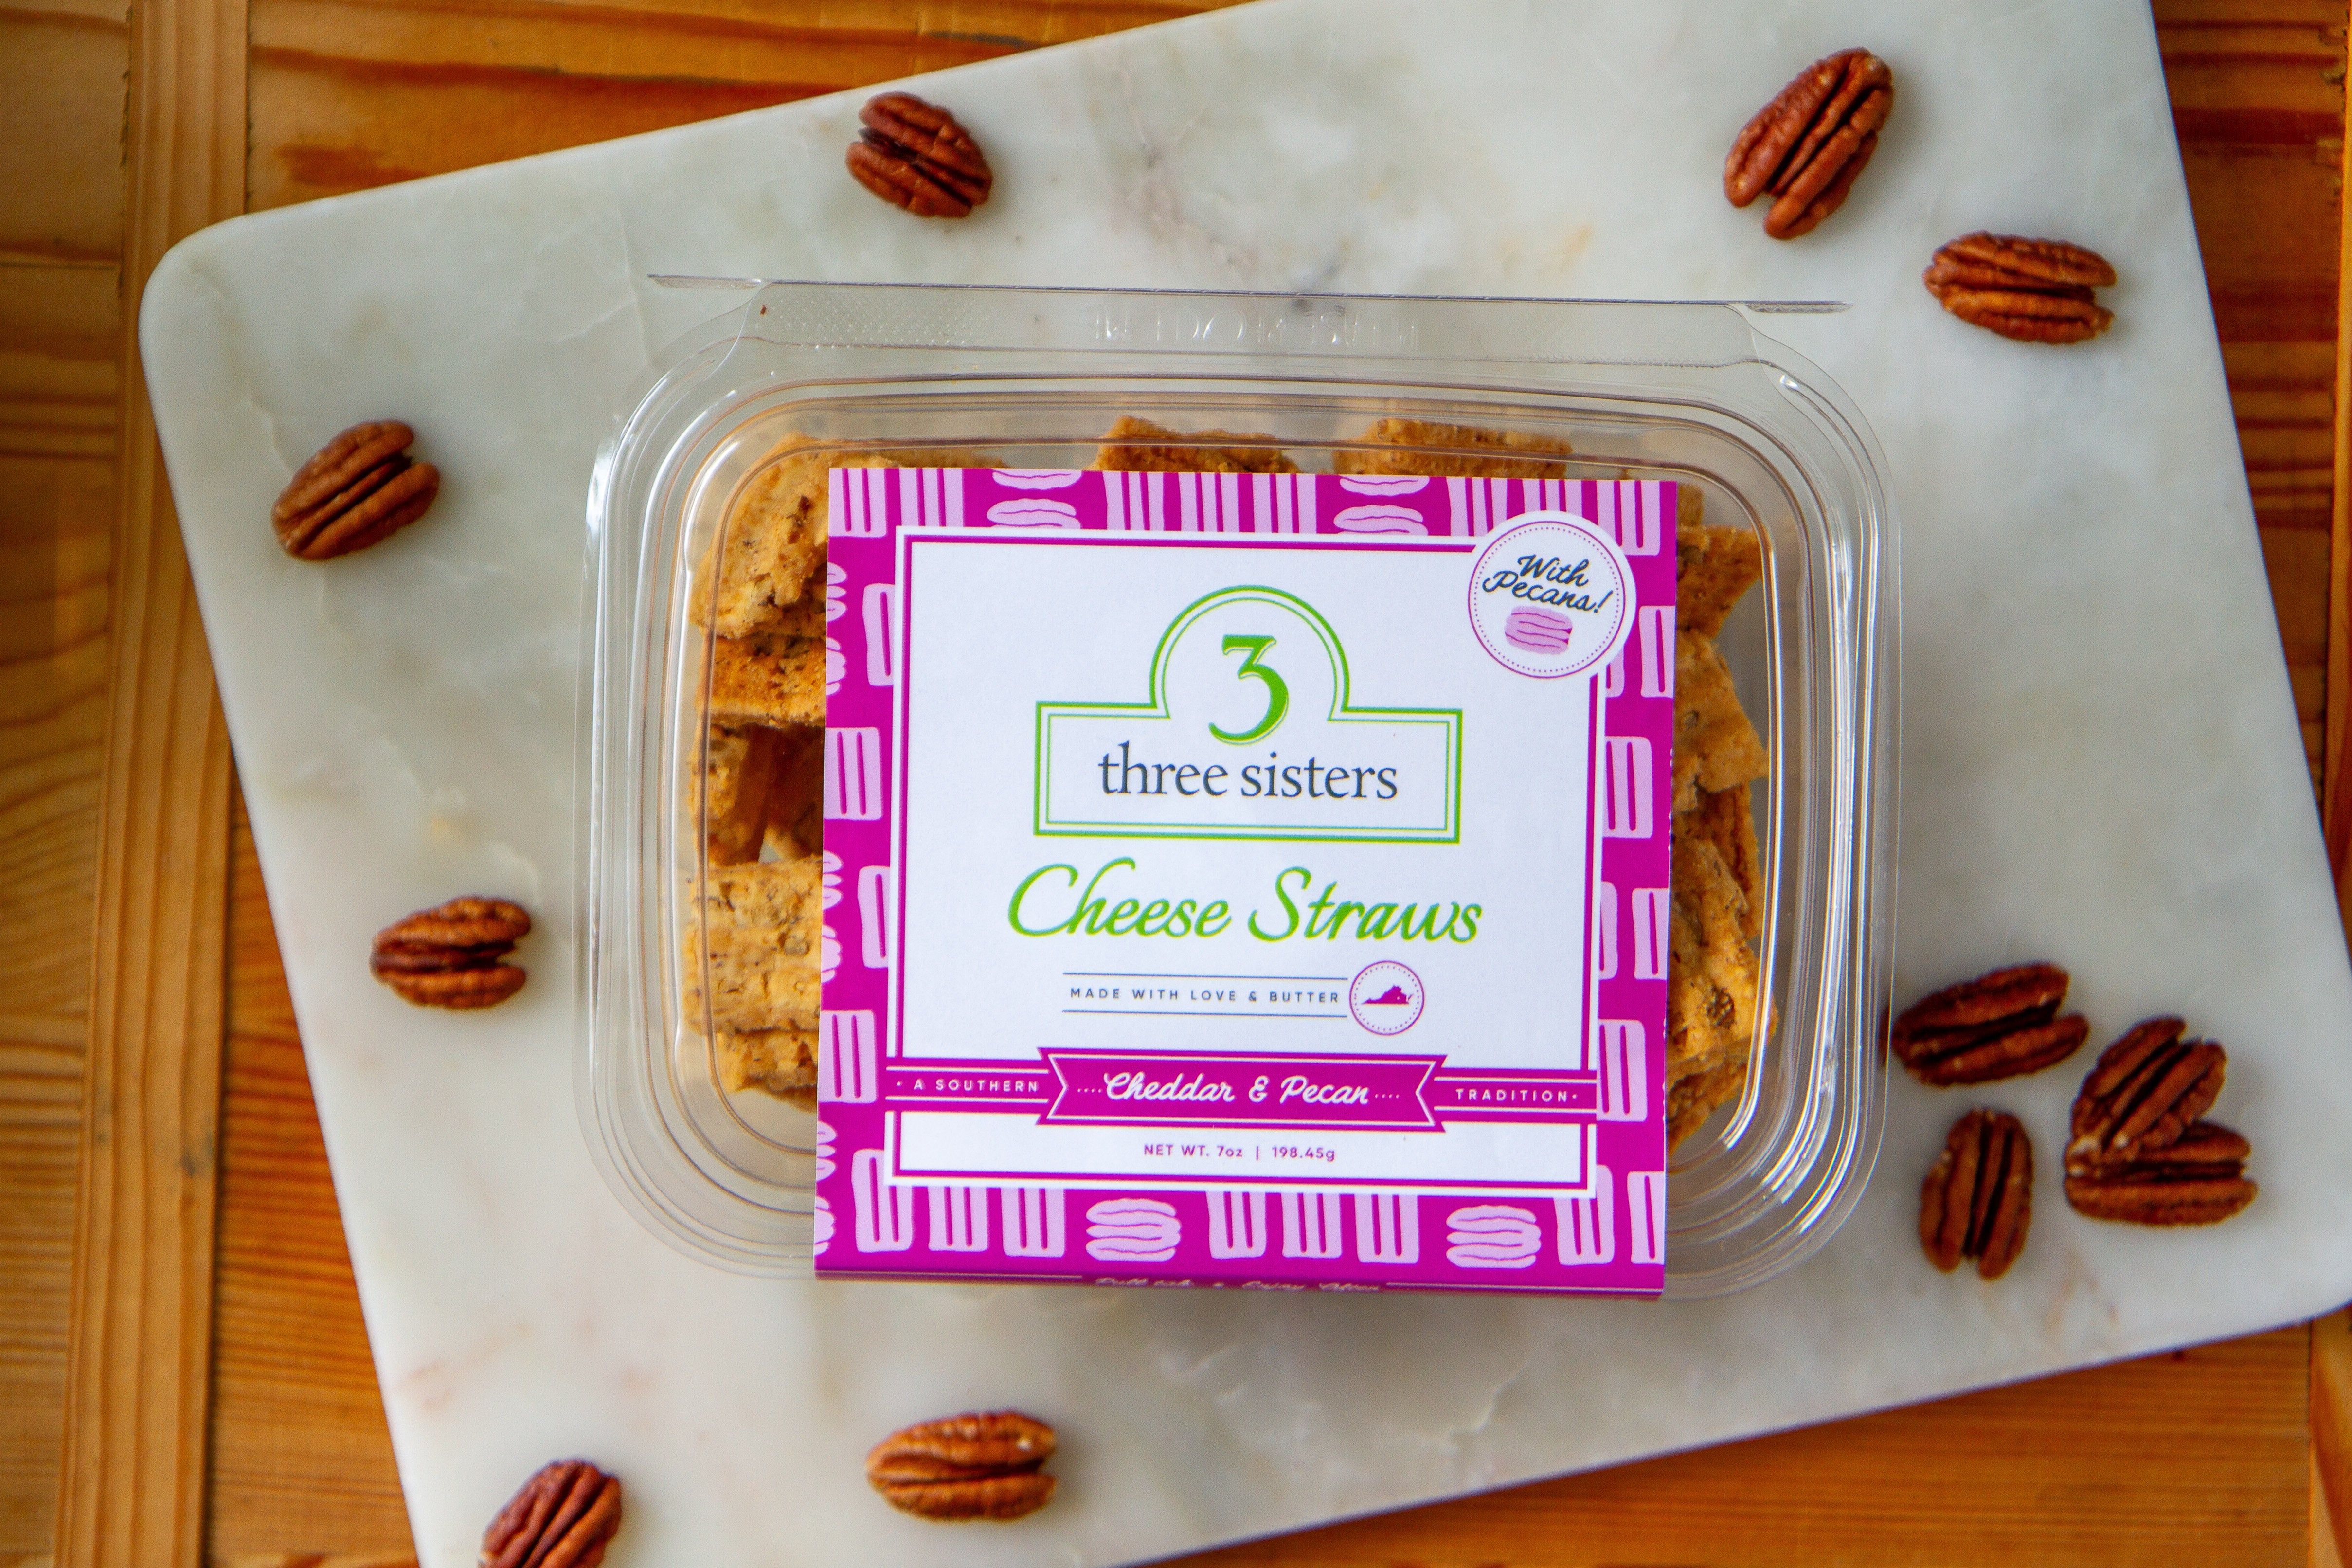 With
Pecans!
3
three sisters
Cheese Straws
MADE WITH LOVE & BUTTER
• A SOUTHERN
····Cheddar & Pecan····
TRADITION•
NET WT. 7oz | 198.45g